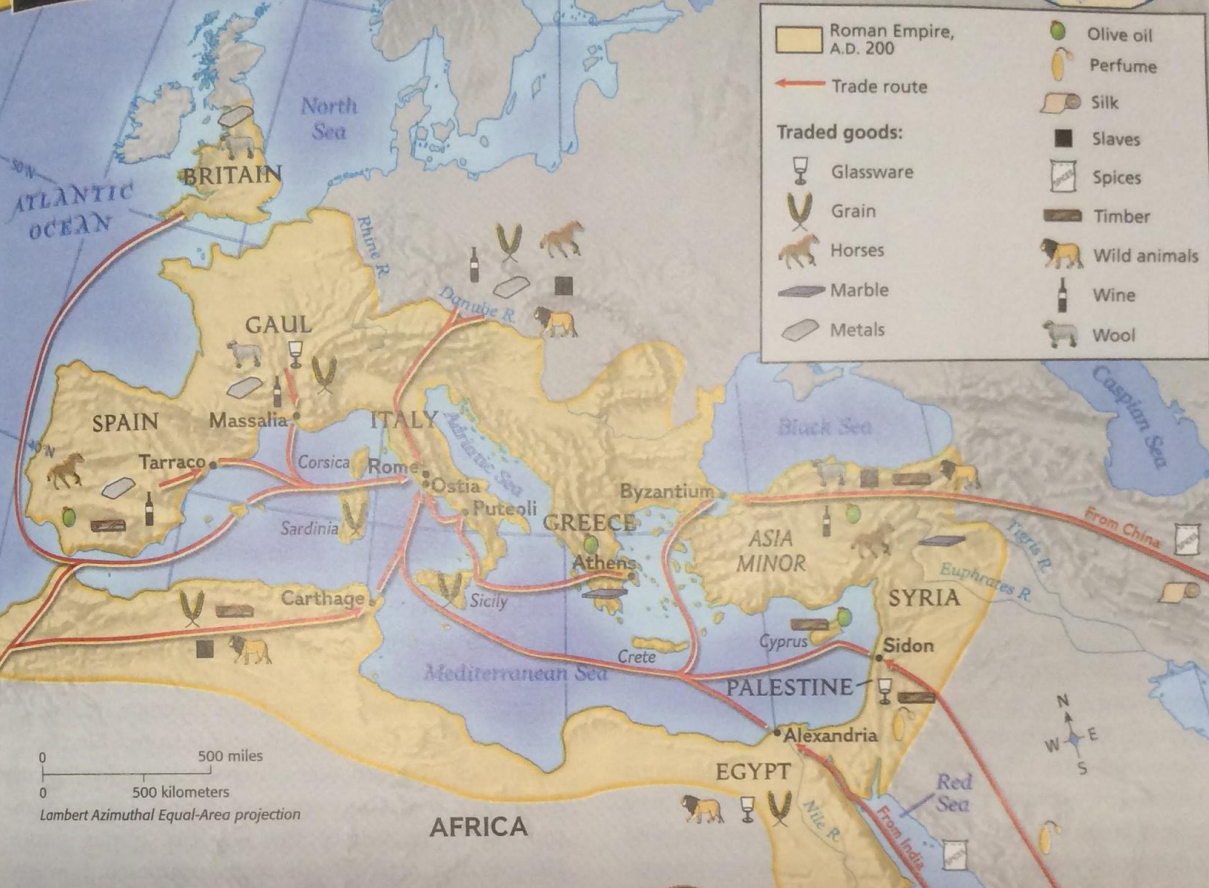 Roman Empire,
A.D. 200
Trade route
Traded goods:
Glassware
Grain
Horses
Marble
Metals
Olive oil
Perfume
Silk
Slaves
Spices
Timber
Wild animals
Wine
Wool
North
Sea
BRITAIN
50°N
ATLANTIC
OCEAN
Rhine R.
Danube R.
GAUL
SPAIN
Massalia
ITALY
Adriatic Sea
Black Sea
Caspian Sea
40°N
Tarraco
Corsica
Rome
Ostia
Puteoli
Byzantium
Sardinia
GREECE
Athens
ASIA
MINOR
From China
SPICES
Tigris R.
Euphrates R.
Carthage
Sicily
SYRIA
Cyprus
Crete
Sidon
Mediterranean Sea
PALESTINE
Alexandria
EGYPT
Nile R.
Red
Sea
From India
SPICES
N
W
E
S
0
500 miles
0
500 kilometers
Lambert Azimuthal Equal-Area projection
AFRICA